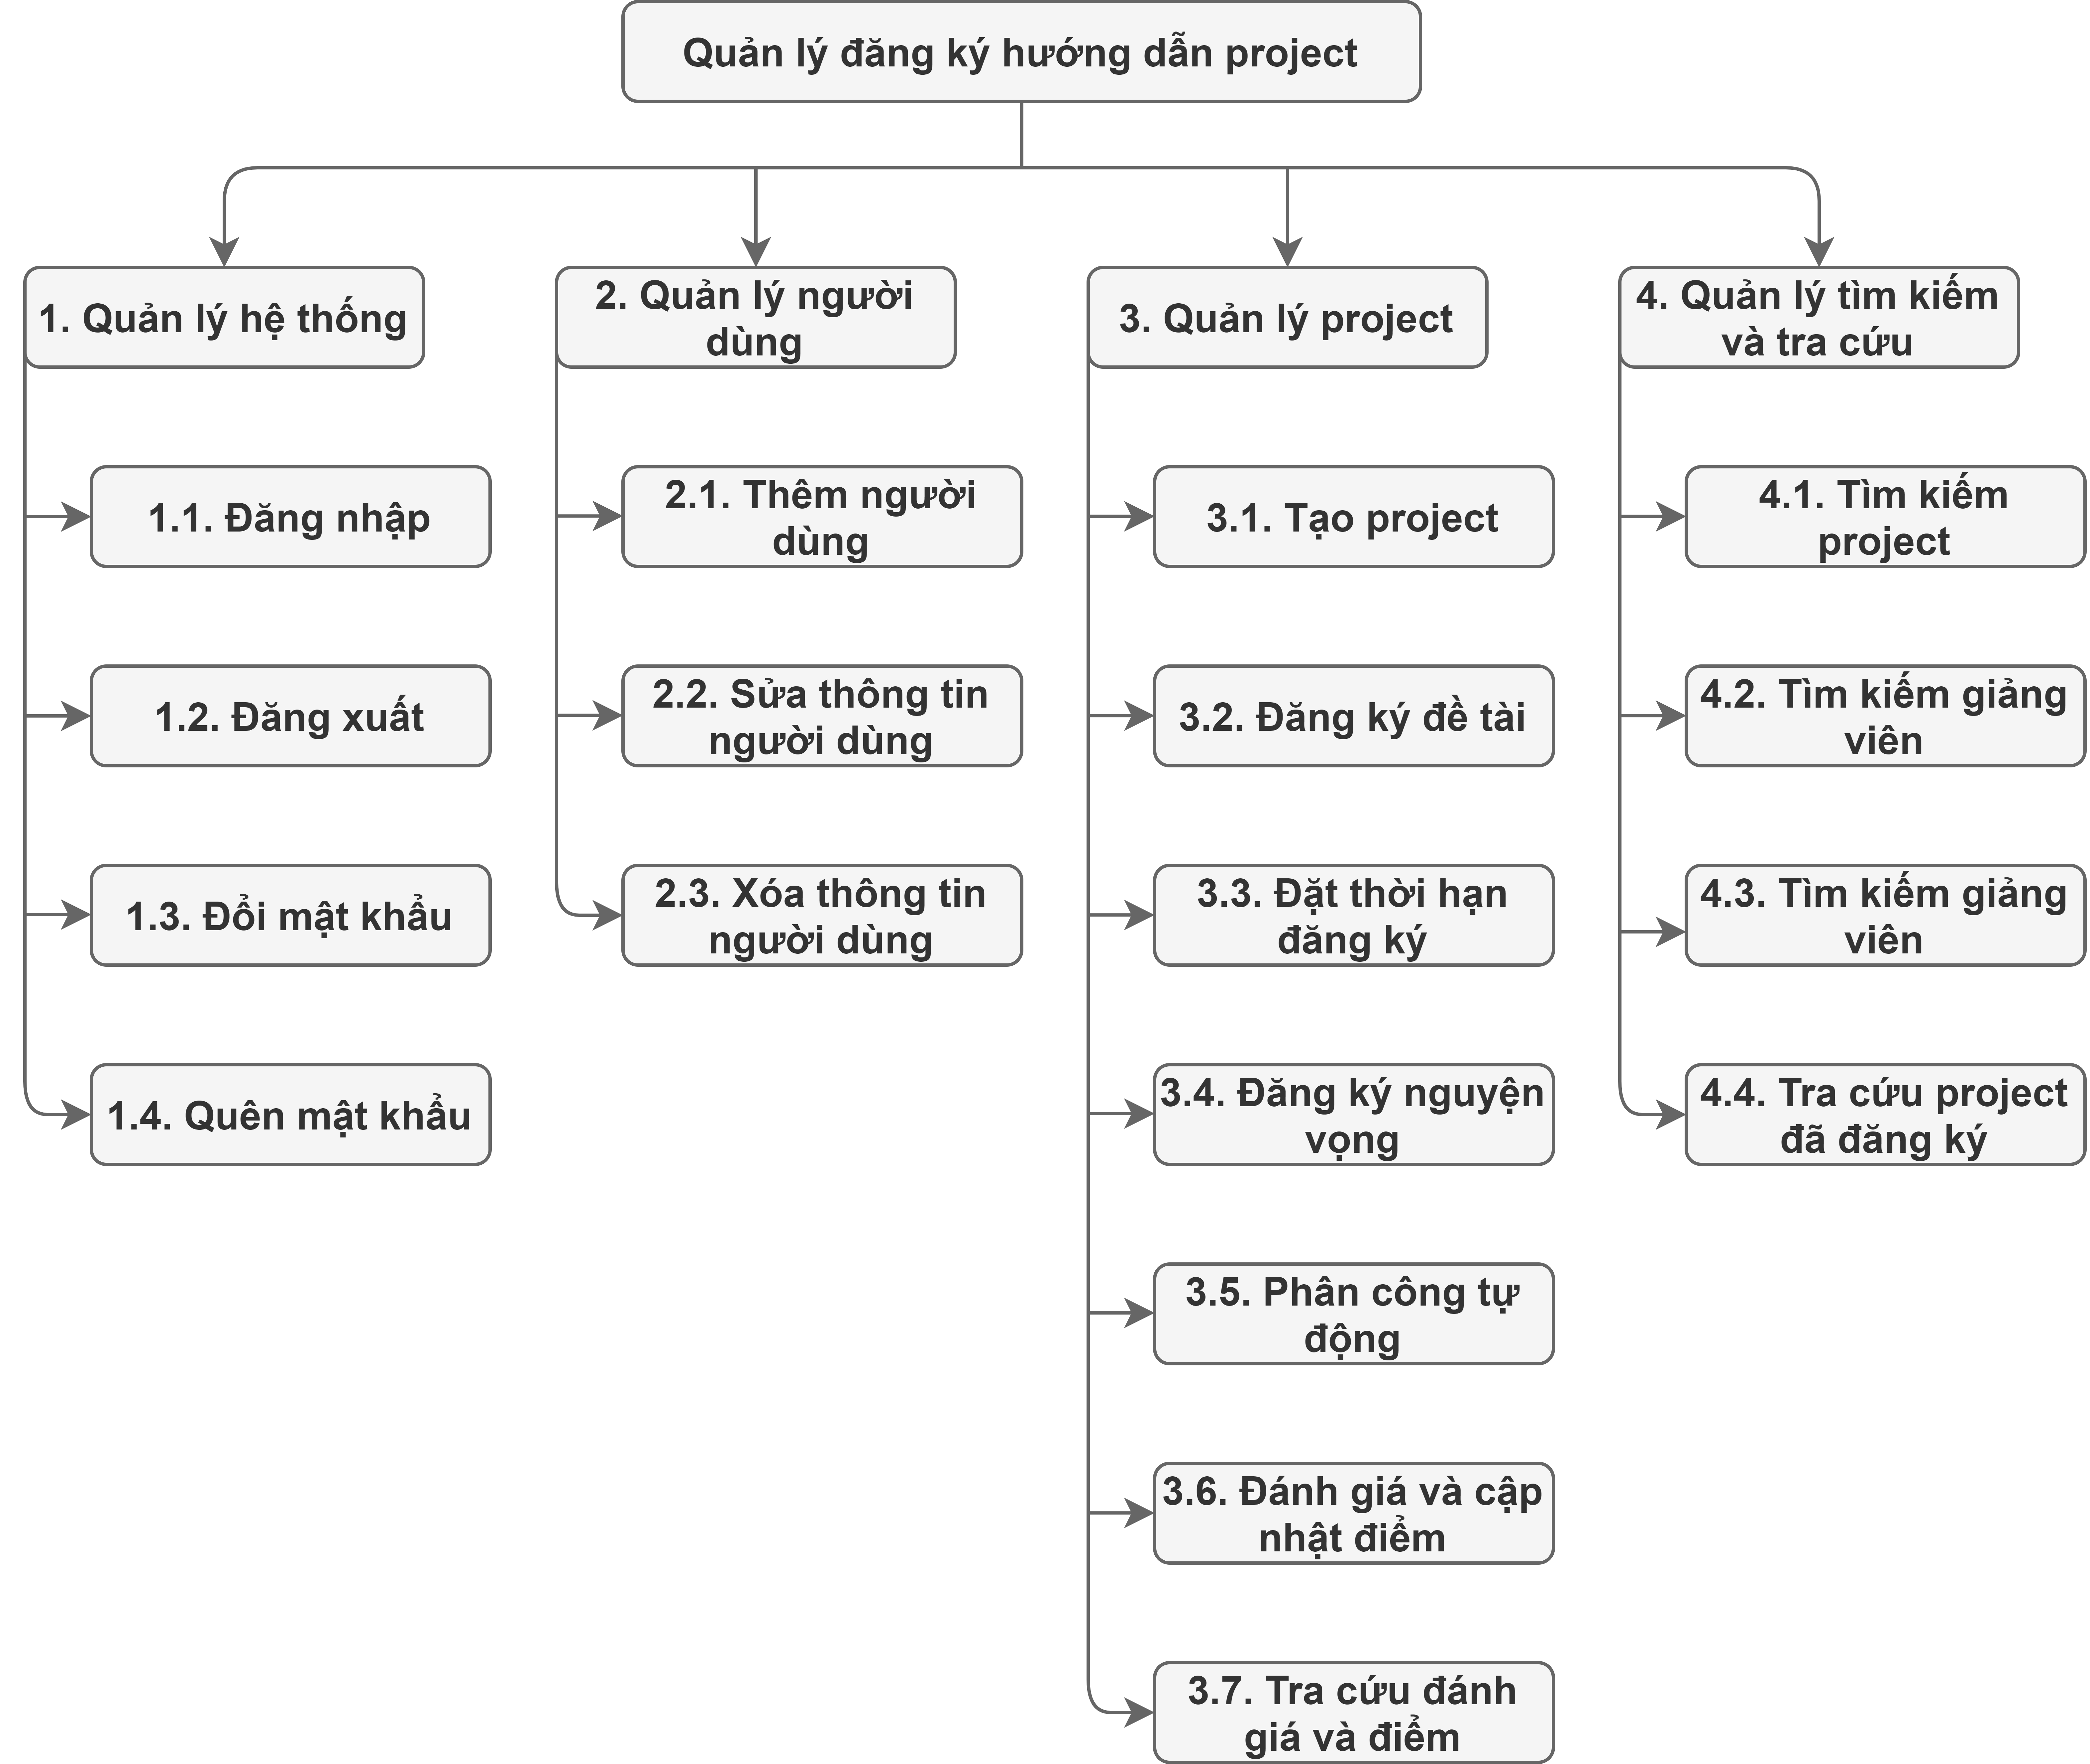 Quản lý đăng ký hướng dẫn project
1. Quản lý hệ thống
2. Quản lý người
dùng
3. Quản lý project
4. Quản lý tìm kiếm
và tra cứu
1.1. Đăng nhập
1.2. Đăng xuất
1.3. Đổi mật khẩu
1.4. Quên mật khẩu
2.1. Thêm người
dùng
2.2. Sửa thông tin
người dùng
2.3. Xóa thông tin
người dùng
3.1. Tạo project
3.2. Đăng ký đề tài
3.3. Đặt thời hạn
đăng ký
3.4. Đăng ký nguyện
vọng
3.5. Phân công tự
động
3.6. Đánh giá và cập
nhật điểm
3.7. Tra cứu đánh
giá và điểm
4.1. Tìm kiếm
project
4.2. Tìm kiếm giảng
viên
4.3. Tìm kiếm giảng
viên
4.4. Tra cứu project
đã đăng ký